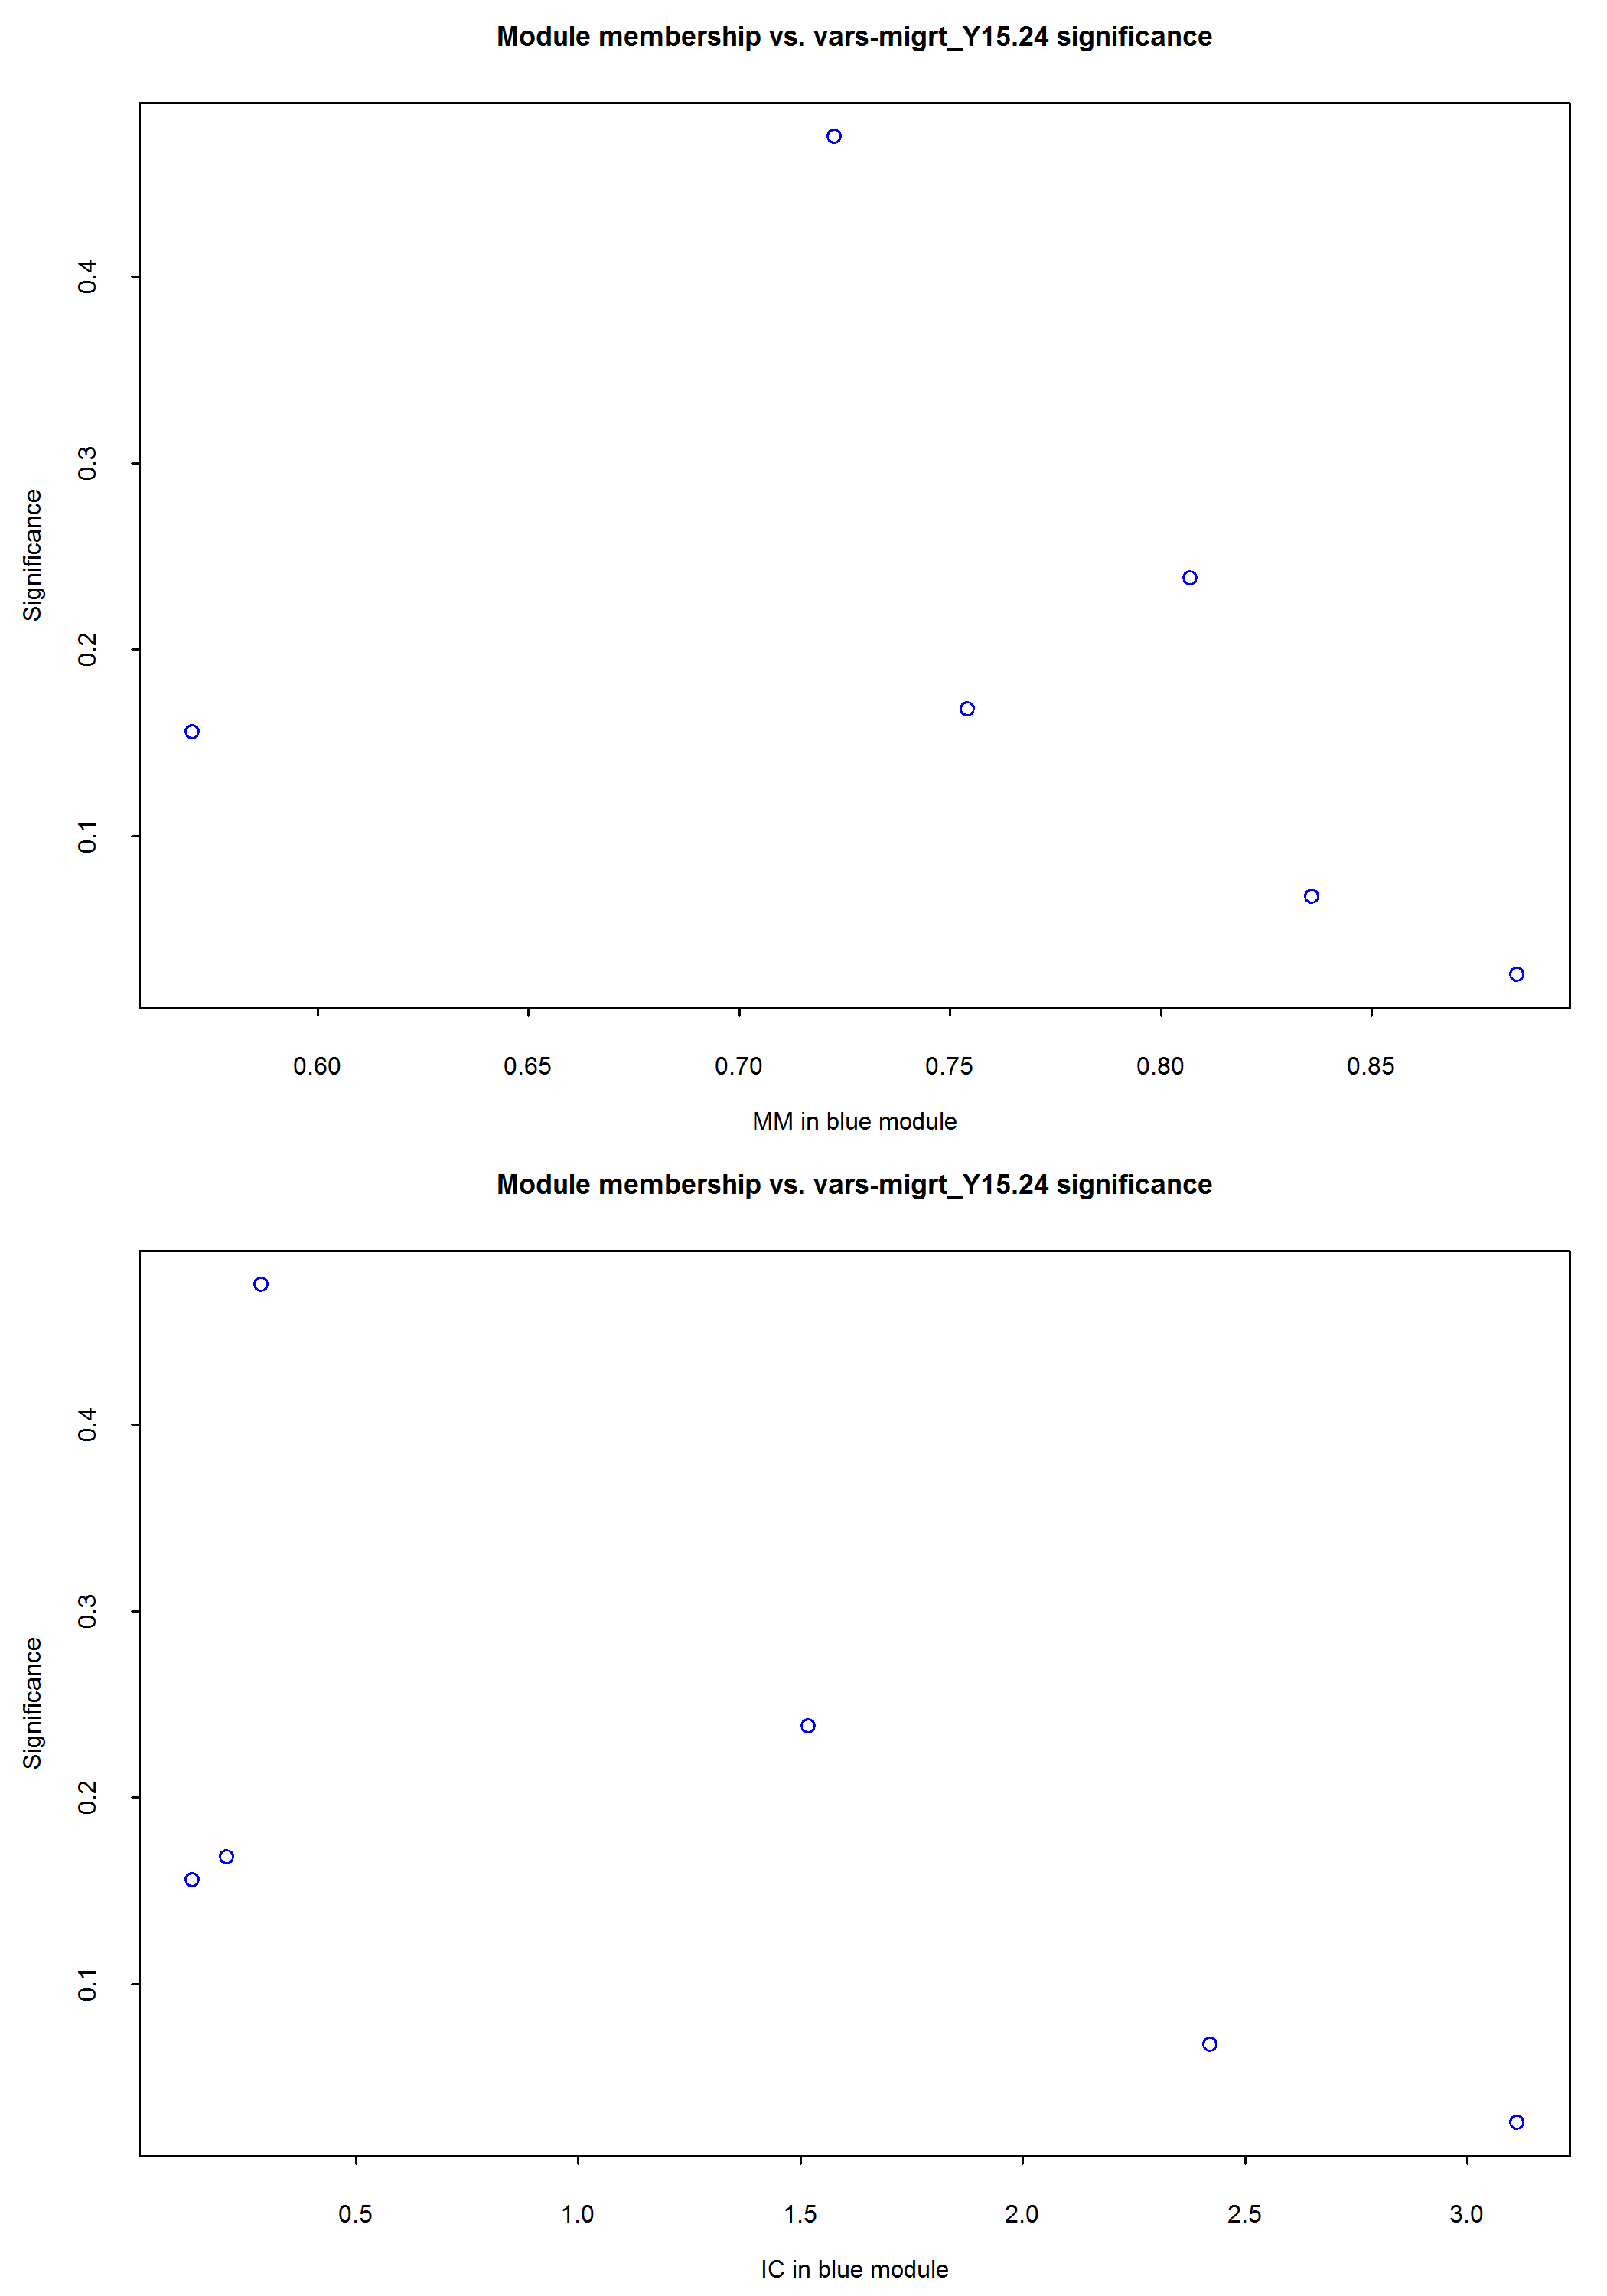 Module membership vs. vars-migrt_Y15.24 significance
Significance
0.4
0.3
0.2
0.1
0.60 0.65 0.70 0.75 0.80 0.85
MM in blue module
Module membership vs. vars-migrt_Y15.24 significance
Significance
0.4
0.3
0.2
0.1
0.5 1.0 1.5 2.0 2.5 3.0
IC in blue module